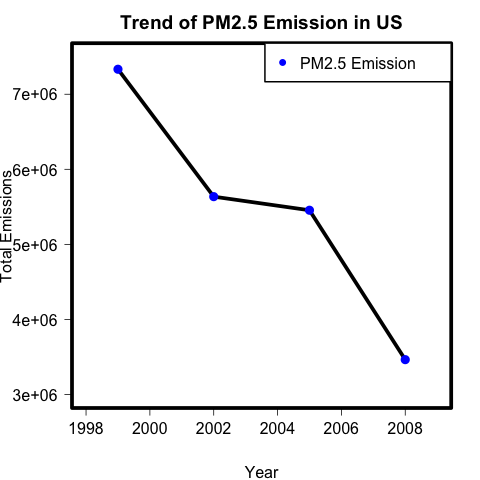 Trend of PM2.5 Emission in US
PM2.5 Emission
7e+06
6e+06
5e+06
4e+06
3e+06
Total Emissions
1998 2000 2002 2004 2006 2008
Year